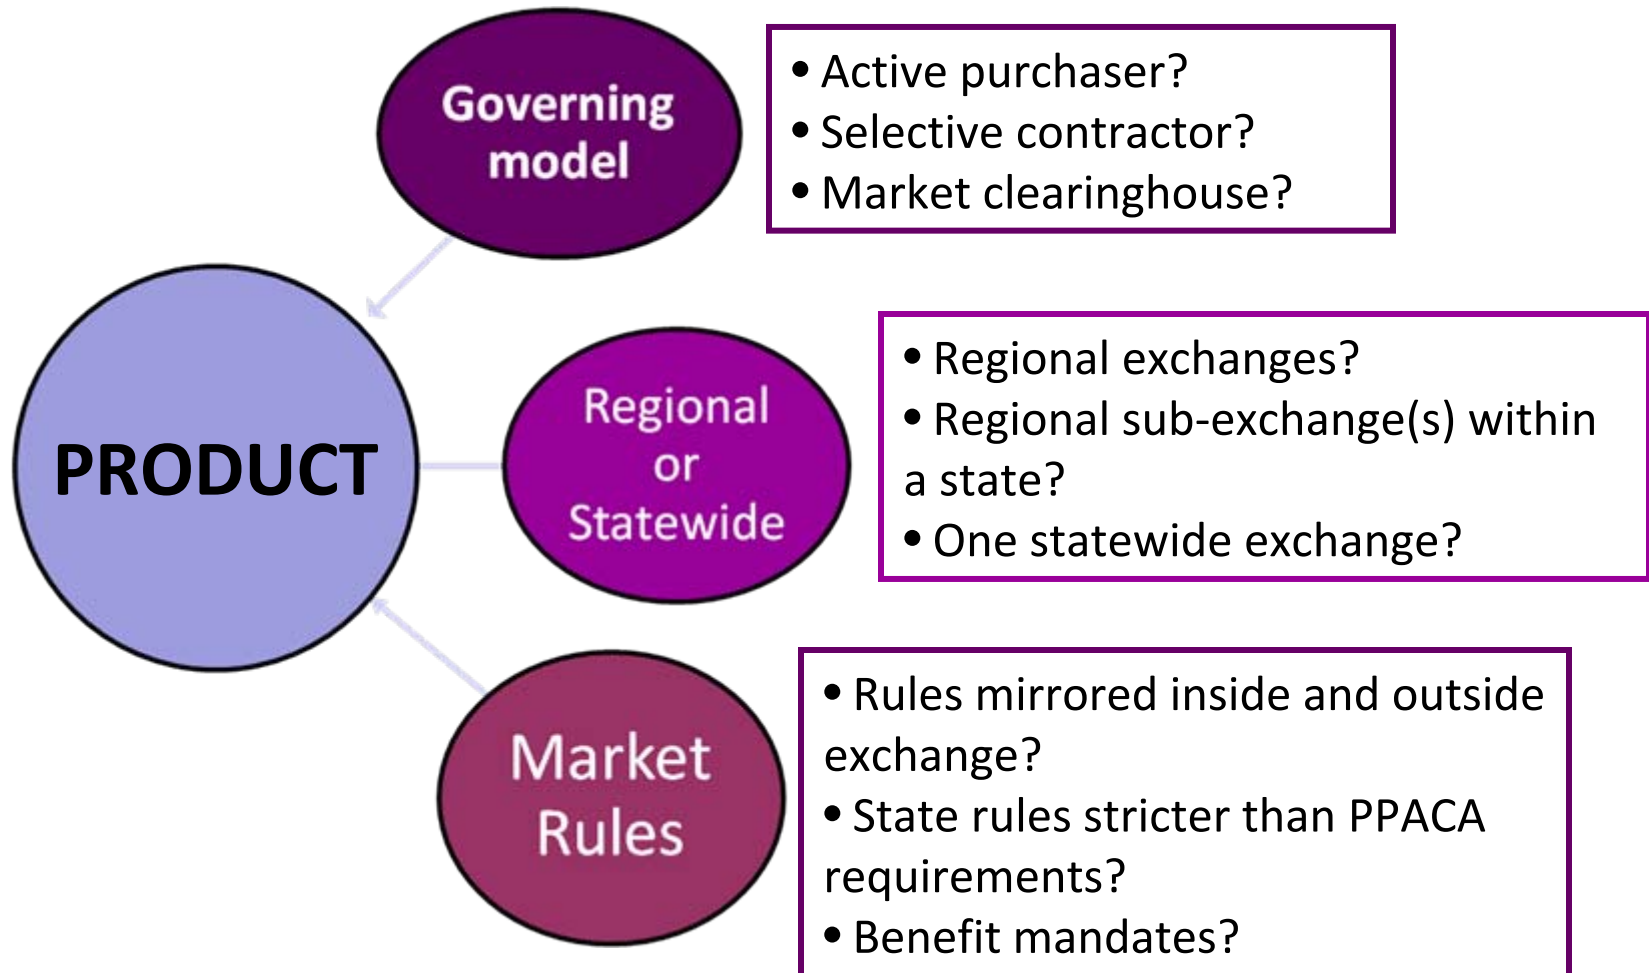 Governing
model
• Active purchaser?
• Selective contractor?
• Market clearinghouse?
PRODUCT
Regional
or
Statewide
• Regional exchanges?
• Regional sub-exchange(s) within
a state?
• One statewide exchange?
Market
Rules
• Rules mirrored inside and outside
exchange?
• State rules stricter than PPACA
requirements?
• Benefit mandates?